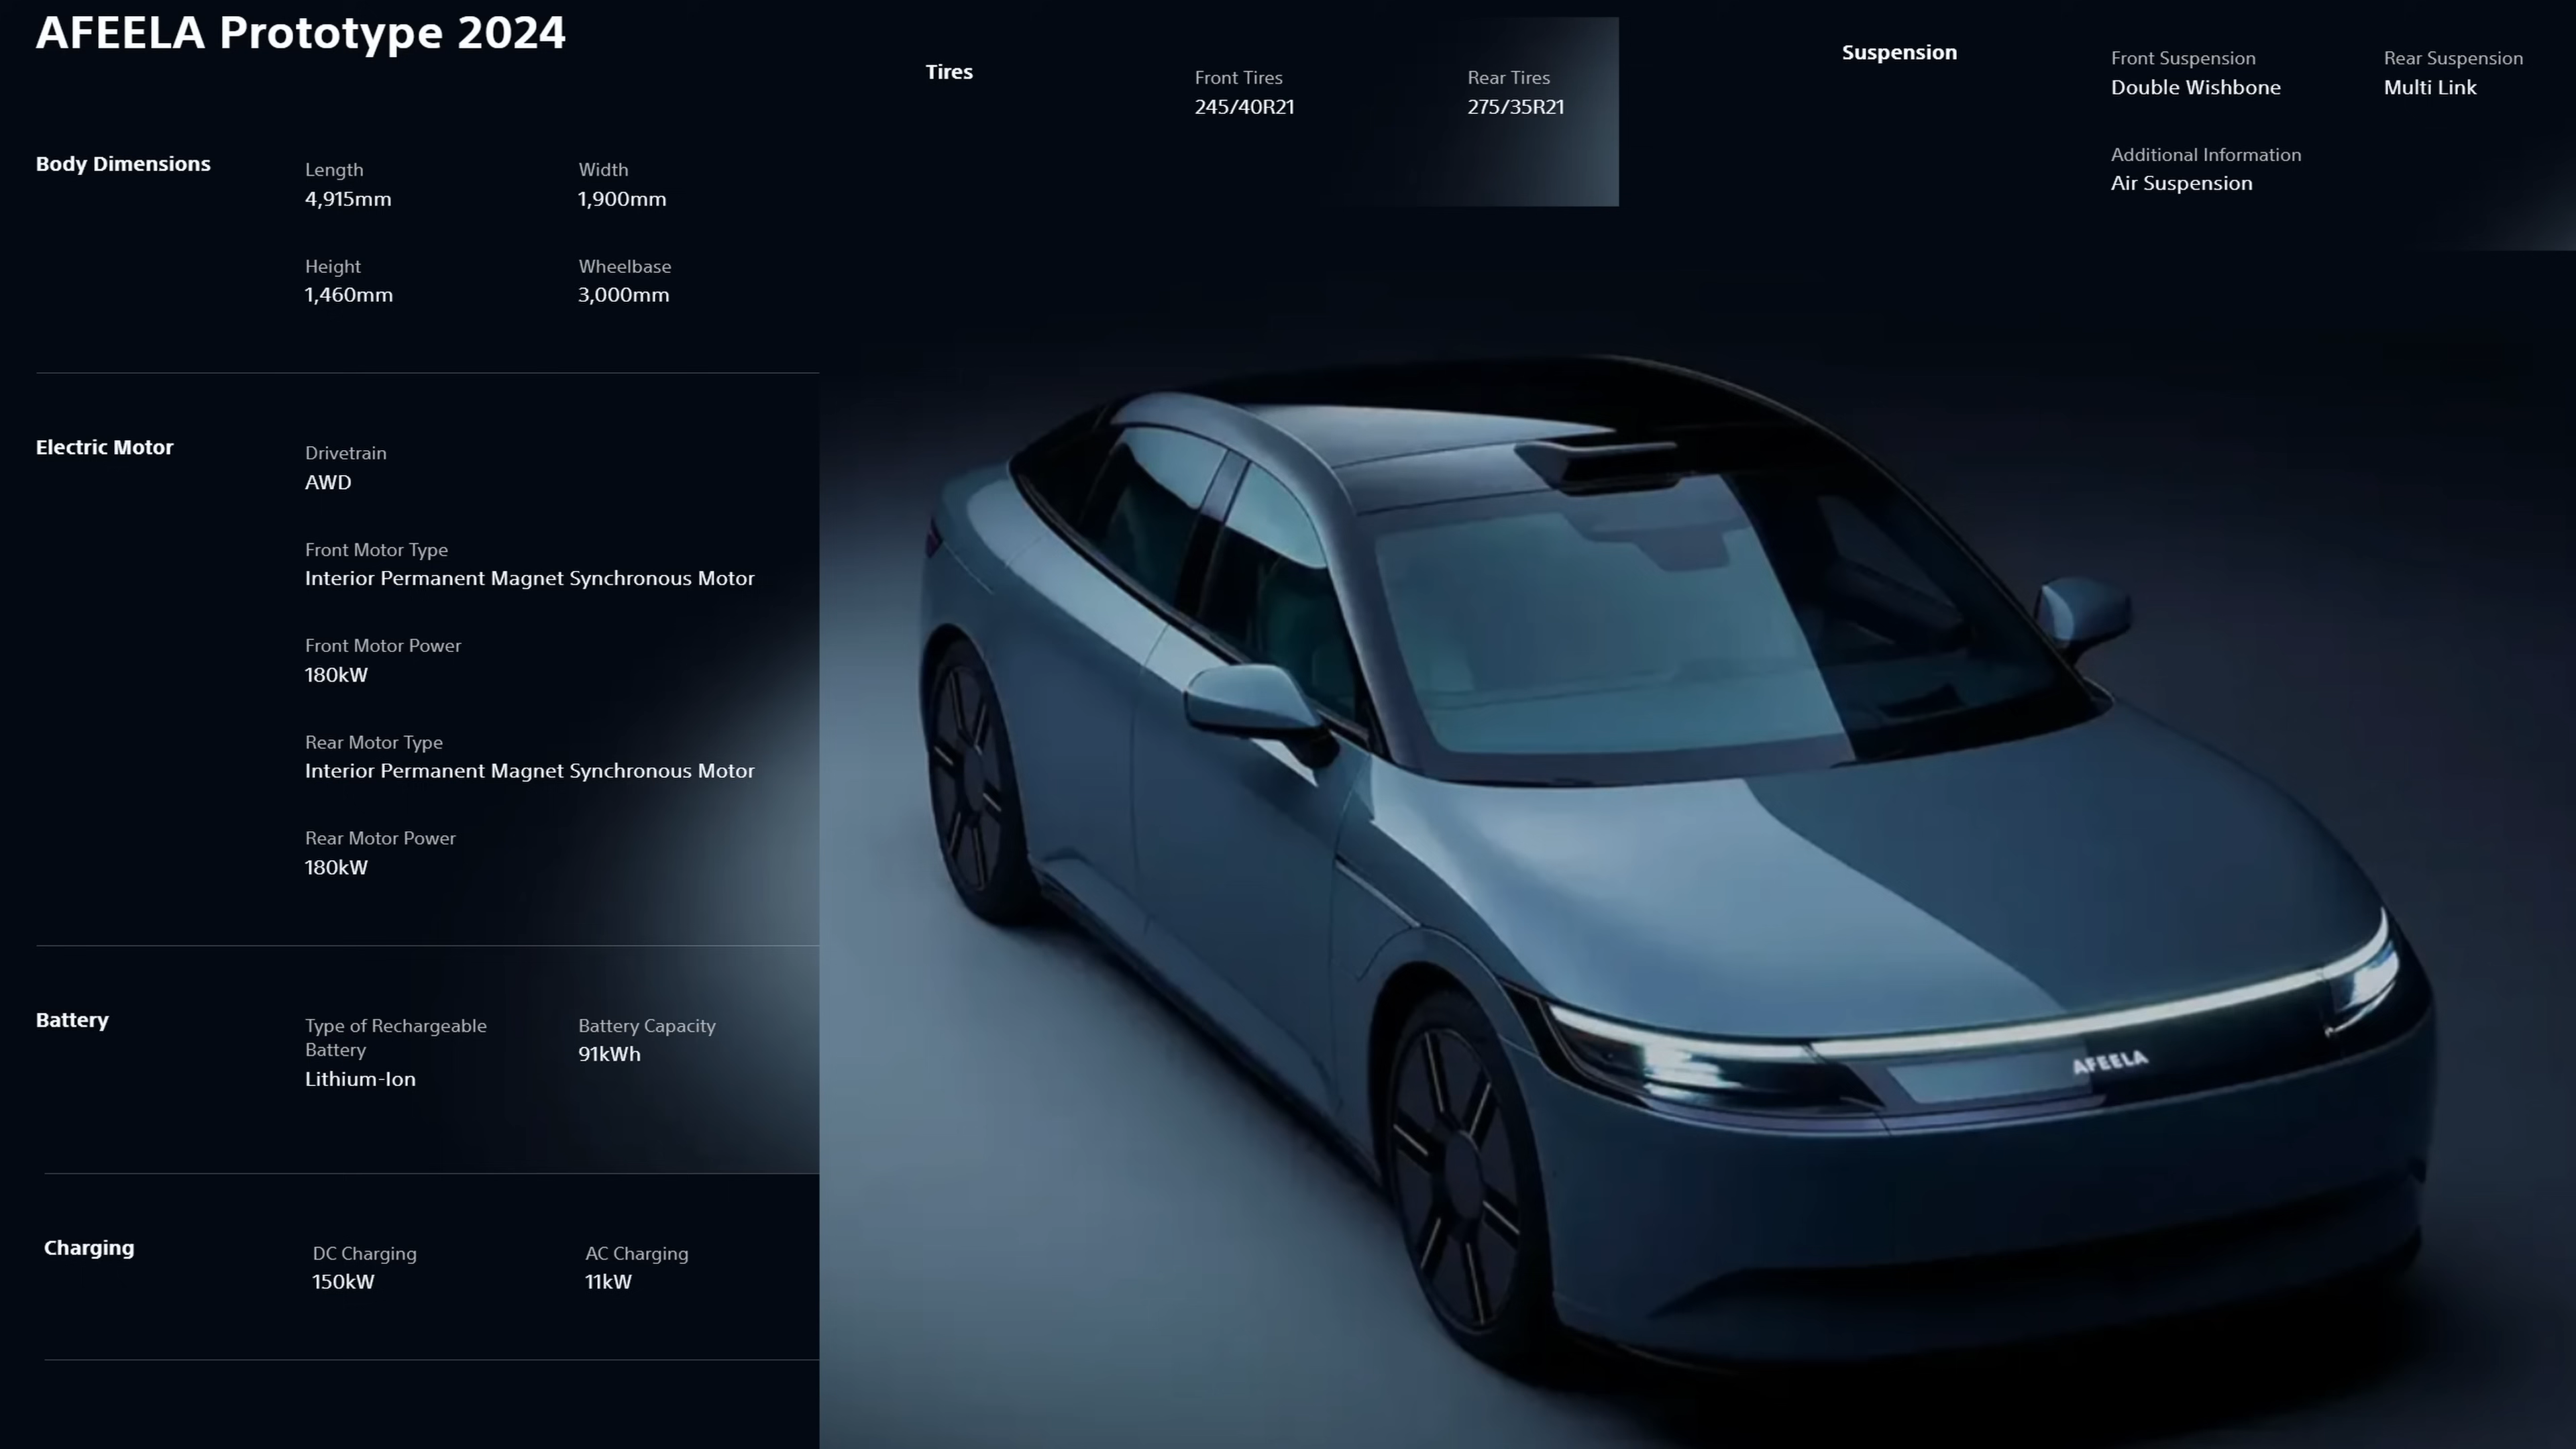 AFEELA Prototype 2024
Body Dimensions
Length
4,915mm
Width
1,900mm
Height
1,460mm
Wheelbase
3,000mm
Electric Motor
Drivetrain
AWD
Front Motor Type
Interior Permanent Magnet Synchronous Motor
Front Motor Power
180kW
Rear Motor Type
Interior Permanent Magnet Synchronous Motor
Rear Motor Power
180kW
Battery
Type of Rechargeable
Battery
Lithium-Ion
Battery Capacity
91kWh
Charging
DC Charging
150kW
AC Charging
11kW
Tires
Front Tires
245/40R21
Rear Tires
275/35R21
Suspension
Front Suspension
Double Wishbone
Rear Suspension
Multi Link
Additional Information
Air Suspension
AFEELA